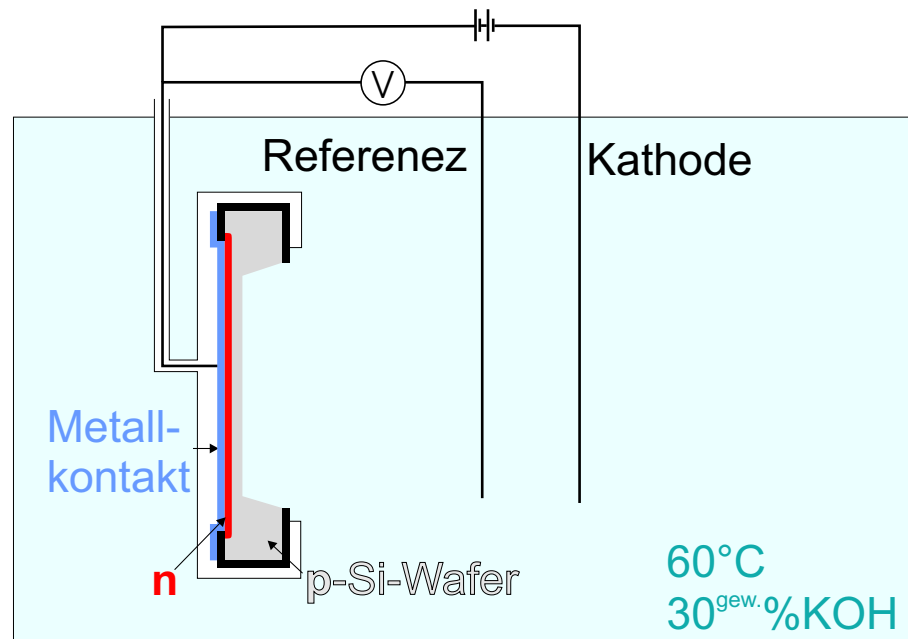 V
Referenez
Kathode
Metall-
kontakt
n
p-Si-Wafer
60°C
30gew.%KOH